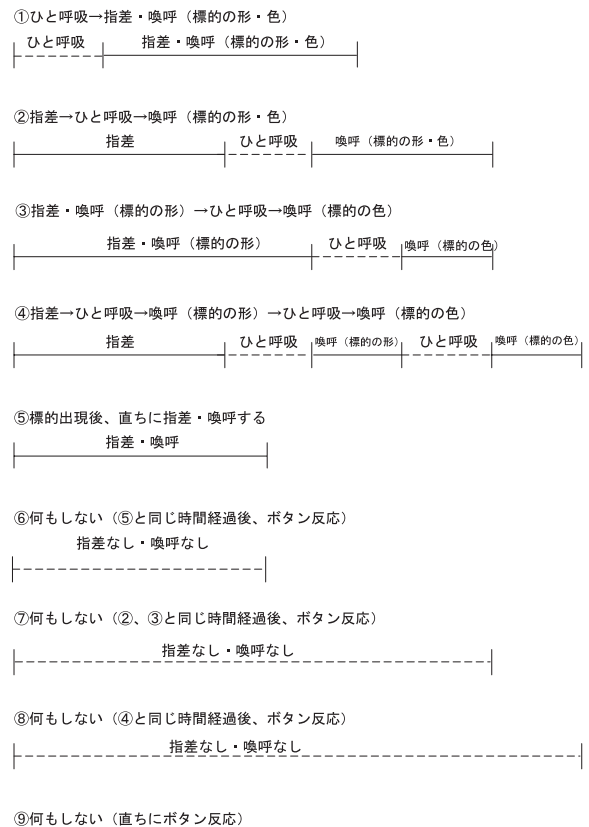 ①ひと呼吸→指差・喚呼（標的の形・色）
ひと呼吸 指差・喚呼（標的の形・色）
②指差→ひと呼吸→喚呼（標的の形・色）
指差 ひと呼吸 喚呼（標的の形・色）
③指差・喚呼（標的の形）→ひと呼吸→喚呼（標的の色）
指差・喚呼（標的の形） ひと呼吸 喚呼（標的の色）
④指差→ひと呼吸→喚呼（標的の形）→ひと呼吸→喚呼（標的の色）
指差 ひと呼吸 喚呼（標的の形） ひと呼吸 喚呼（標的の色）
⑤標的出現後、直ちに指差・喚呼する
指差・喚呼
⑥何もしない（⑤と同じ時間経過後、ボタン反応）
指差なし・喚呼なし
⑦何もしない（②、③と同じ時間経過後、ボタン反応）
指差なし・喚呼なし
⑧何もしない（④と同じ時間経過後、ボタン反応）
指差なし・喚呼なし
⑨何もしない（直ちにボタン反応）